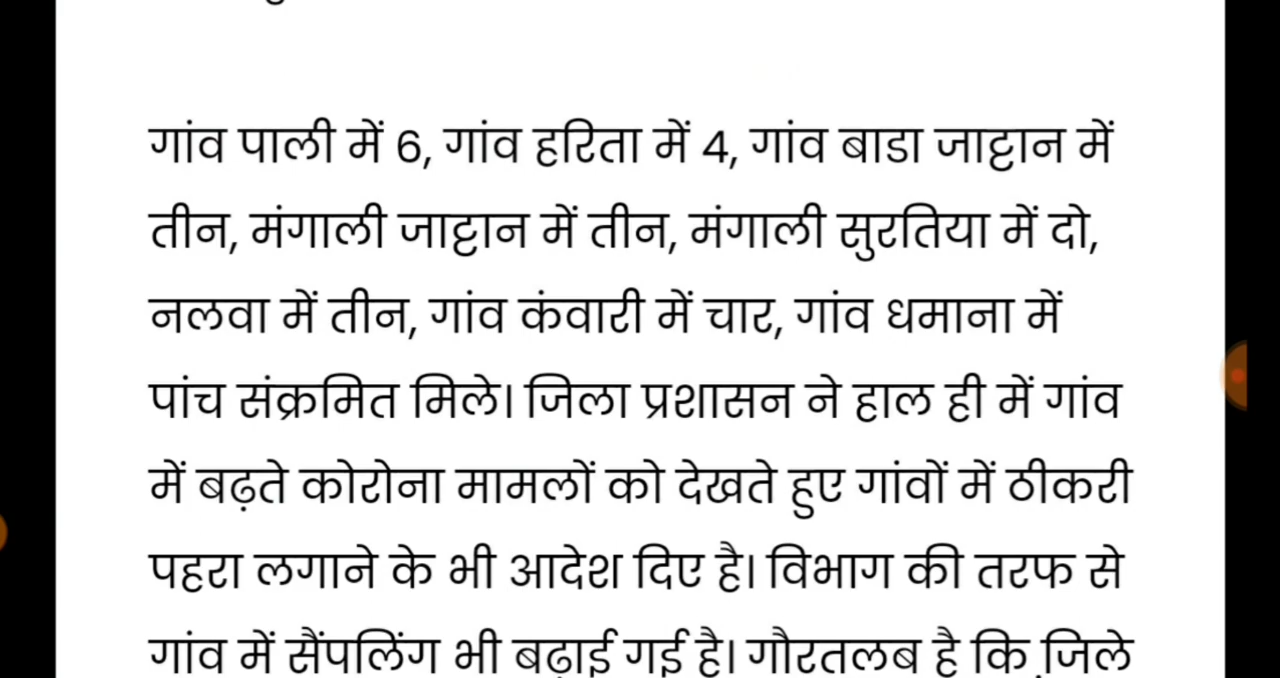 गांव पाली में 6, गांव हरिता में 4, गांव बाडा जाट्टान में
तीन, मंगाली जाट्टान में तीन, मंगाली सुरतिया में दो,
नलवा में तीन, गांव कंवारी में चार, गांव धमाना में
पांच संक्रमित मिले। जिला प्रशासन ने हाल ही में गांव
में बढ़ते कोरोना मामलों को देखते हुए गांवों में ठीकरी
पहरा लगाने के भी आदेश दिए है। विभाग की तरफ से
गांव में सैंपलिंग भी बढ़ाई गई है। गौरतलब है कि जिले